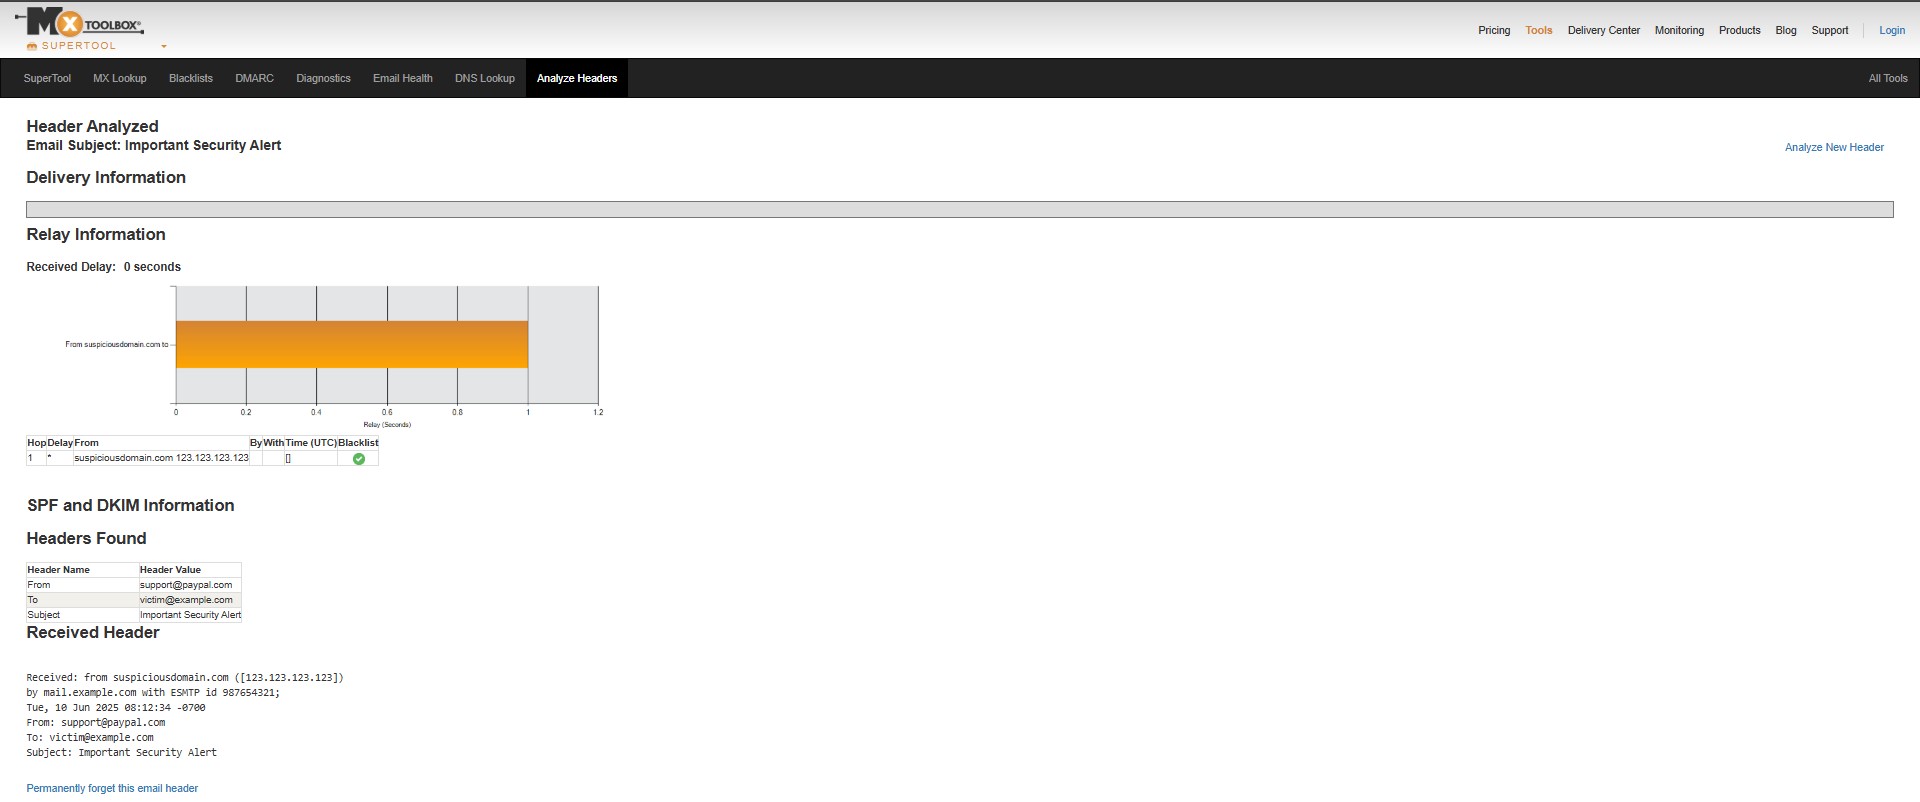 MX TOOLBOX®
SUPERTOOL
Pricing Tools Delivery Center Monitoring Products Blog Support Login
SuperTool MX Lookup Blacklists DMARC Diagnostics Email Health DNS Lookup Analyze Headers All Tools
Header Analyzed
Email Subject: Important Security Alert
Analyze New Header
Delivery Information
Relay Information
Received Delay: 0 seconds
From suspiciousdomain.com to
0 0.2 0.4 0.6 0.8 1 1.2
Relay (Seconds)
Hop Delay From By With Time (UTC) Blacklist
1 * suspiciousdomain.com 123.123.123.123 []
SPF and DKIM Information
Headers Found
Header Name Header Value
From support@paypal.com
To victim@example.com
Subject Important Security Alert
Received Header
Received: from suspiciousdomain.com ([123.123.123.123])
by mail.example.com with ESMTP id 987654321;
Tue, 10 Jun 2025 08:12:34 -0700
From: support@paypal.com
To: victim@example.com
Subject: Important Security Alert
Permanently forget this email header